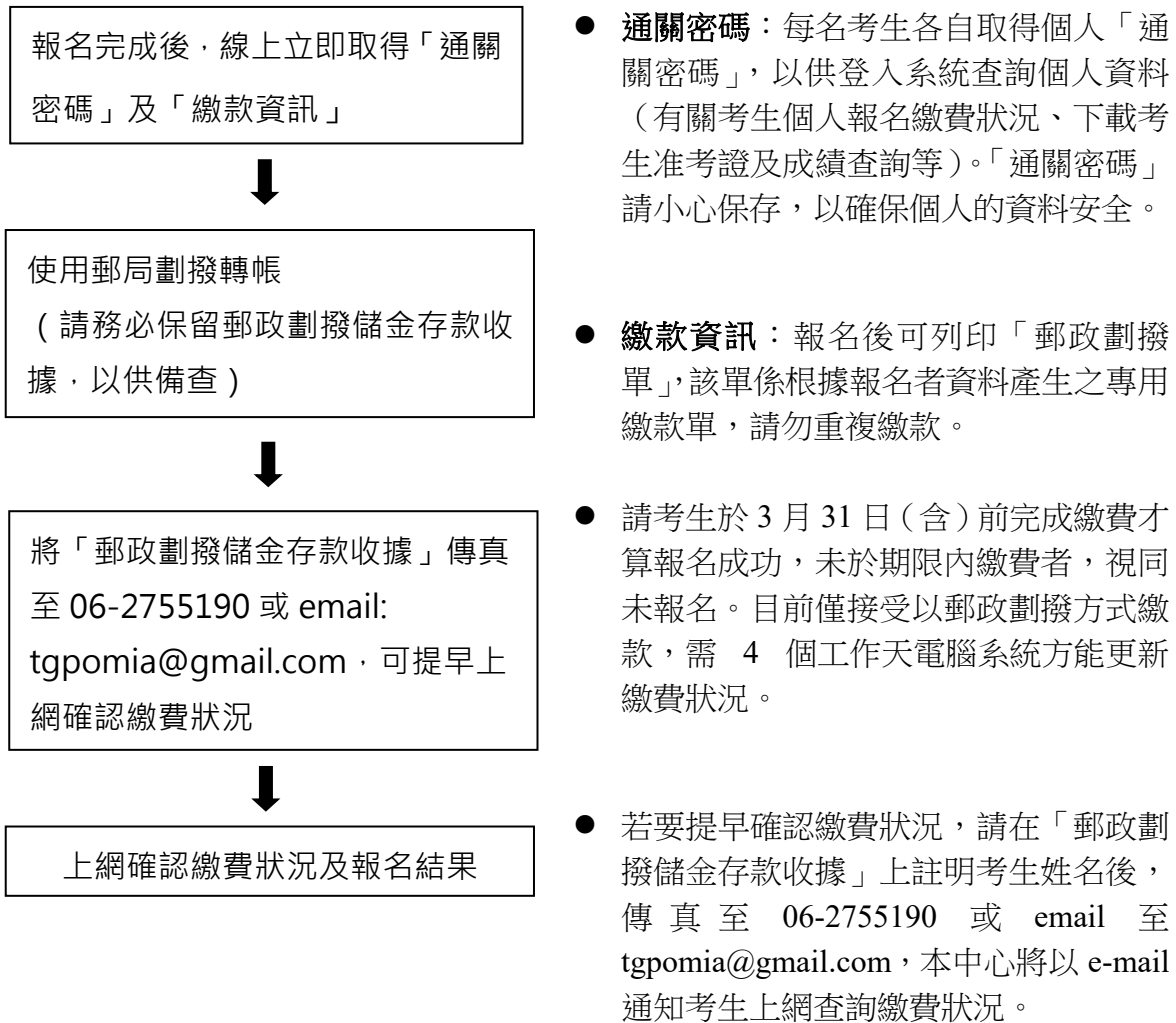 報名完成後，線上立即取得「通關
密碼」及「繳款資訊」
使用郵局劃撥轉帳
（請務必保留郵政劃撥儲金存款收
據，以供備查）
將「郵政劃撥儲金存款收據」傳真
至 06-2755190 或 email:
tgpomia@gmail.com，可提早上
網確認繳費狀況
上網確認繳費狀況及報名結果
● 通關密碼：每名考生各自取得個人「通
關密碼」，以供登入系統查詢個人資料
（有關考生個人報名繳費狀況、下載考
生准考證及成績查詢等）。「通關密碼」
請小心保存，以確保個人的資料安全。
● 繳款資訊：報名後可列印「郵政劃撥
單」，該單係根據報名者資料產生之專用
繳款單，請勿重複繳款。
● 請考生於 3 月 31 日（含）前完成繳費才
算報名成功，未於期限內繳費者，視同
未報名。目前僅接受以郵政劃撥方式繳
款，需 4 個工作天電腦系統方能更新
繳費狀況。
● 若要提早確認繳費狀況，請在「郵政劃
撥儲金存款收據」上註明考生姓名後，
傳真至 06-2755190 或 email 至
tgpomia@gmail.com，本中心將以 e-mail
通知考生上網查詢繳費狀況。